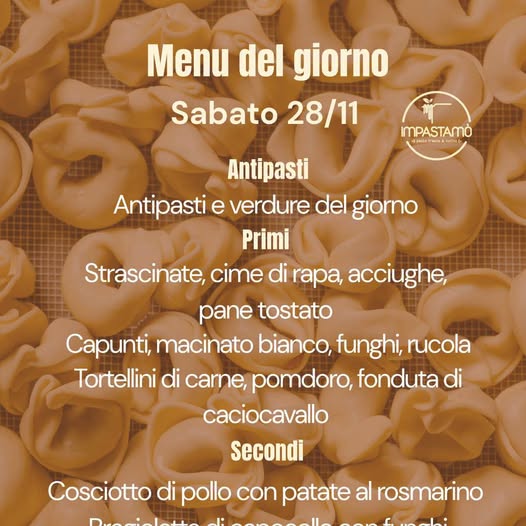 Menu del giorno
Sabato 28/11
IMPASTAMÒ
Antipasti
Antipasti e verdure del giorno
Primi
Strascinate, cime di rapa, acciughe,
pane tostato
Capunti, macinato bianco, funghi, rucola
Tortellini di carne, pomdoro, fonduta di
caciocavallo
Secondi
Cosciotto di pollo con patate al rosmarino